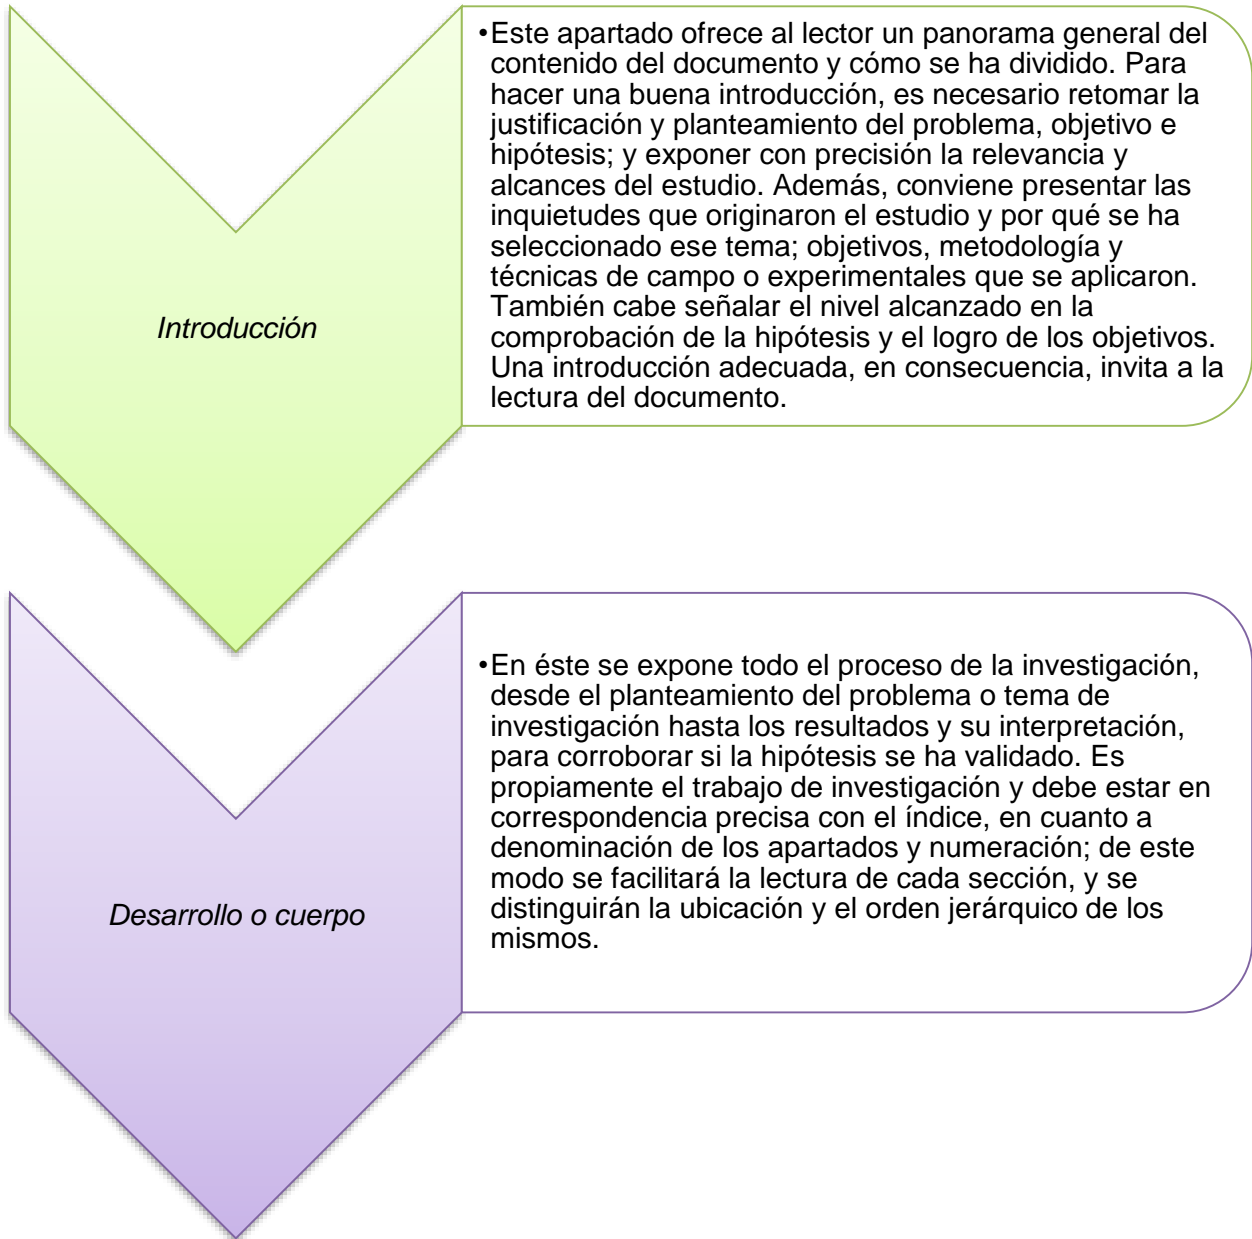 Introducción
•Este apartado ofrece al lector un panorama general del
contenido del documento y cómo se ha dividido. Para
hacer una buena introducción, es necesario retomar la
justificación y planteamiento del problema, objetivo e
hipótesis; y exponer con precisión la relevancia y
alcances del estudio. Además, conviene presentar las
inquietudes que originaron el estudio y por qué se ha
seleccionado ese tema; objetivos, metodología y
técnicas de campo o experimentales que se aplicaron.
También cabe señalar el nivel alcanzado en la
comprobación de la hipótesis y el logro de los objetivos.
Una introducción adecuada, en consecuencia, invita a la
lectura del documento.
Desarrollo o cuerpo
•En éste se expone todo el proceso de la investigación,
desde el planteamiento del problema o tema de
investigación hasta los resultados y su interpretación,
para corroborar si la hipótesis se ha validado. Es
propiamente el trabajo de investigación y debe estar en
correspondencia precisa con el índice, en cuanto a
denominación de los apartados y numeración; de este
modo se facilitará la lectura de cada sección, y se
distinguirán la ubicación y el orden jerárquico de los
mismos.